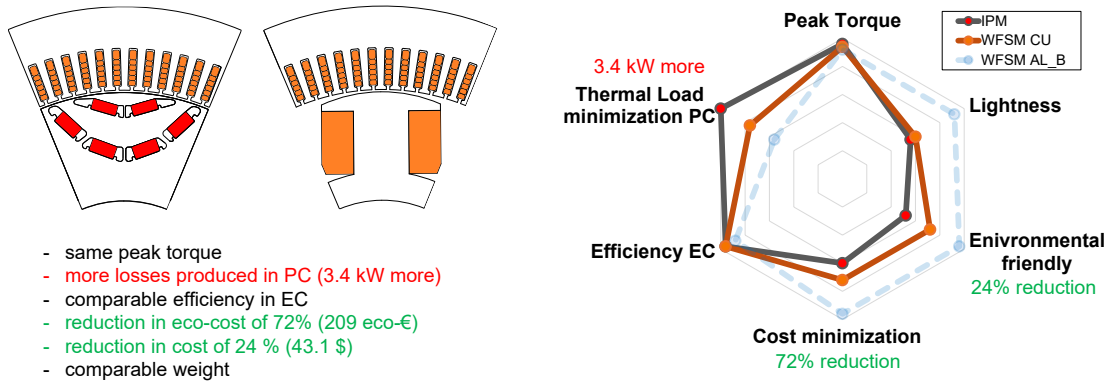 - same peak torque
- more losses produced in PC (3.4 kW more)
- comparable efficiency in EC
- reduction in eco-cost of 72% (209 eco-€)
- reduction in cost of 24 % (43.1 $)
- comparable weight
Peak Torque
IPM
WFSM CU
WFSM AL_B
3.4 kW more
Thermal Load
minimization PC
Lightness
Efficiency EC
Enivronmental
friendly
24% reduction
Cost minimization
72% reduction